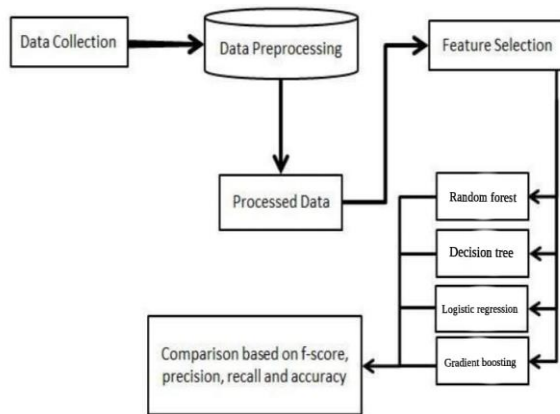 Data Collection
Data Preprocessing
Feature Selection
Processed Data
Random forest
Decision tree
Logistic regression
Gradient boosting
Comparison based on f-score,
precision, recall and accuracy